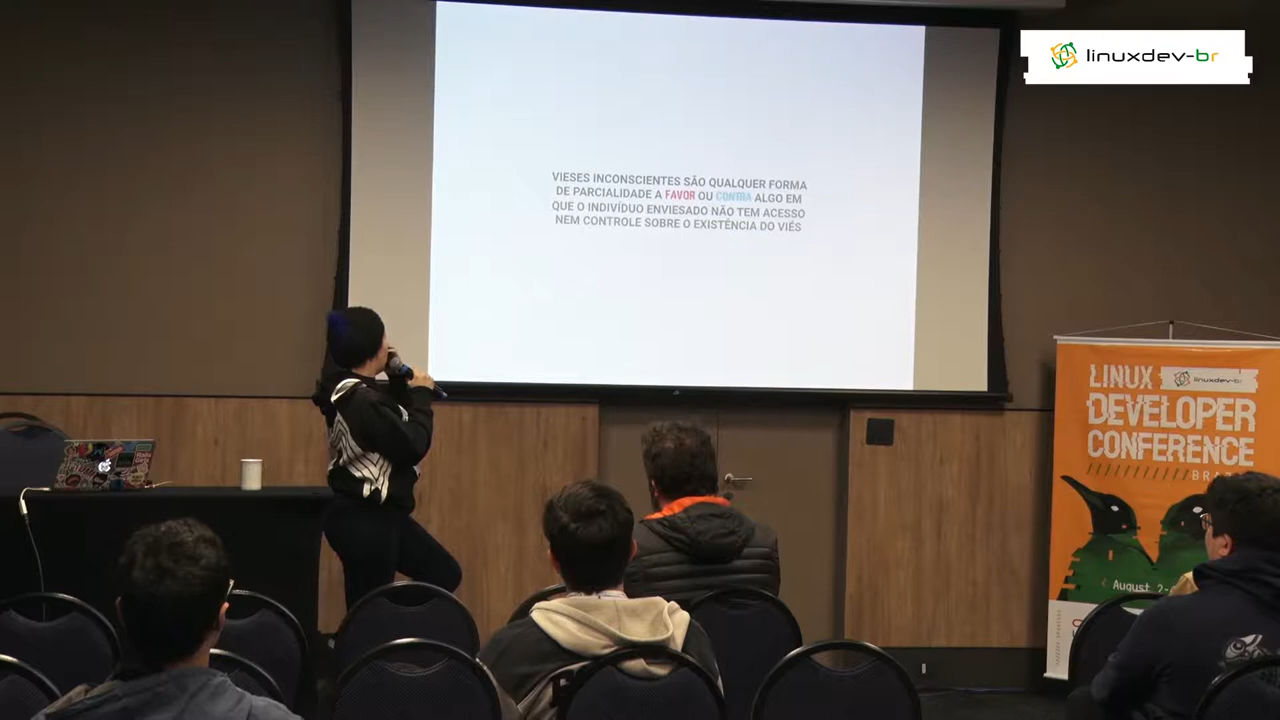 linuxdev-br
VIESES INCONSCIENTES SÃO QUALQUER FORMA
DE PARCIALIDADE A FAVOR OU CONTRA ALGO EM
QUE O INDIVÍDUO ENVIESADO NÃO TEM ACESSO
NEM CONTROLE SOBRE O EXISTÊNCIA DO VIÉS
LINUX linuxdev-br
DEVELOPER
CONFERENCE
August 2-